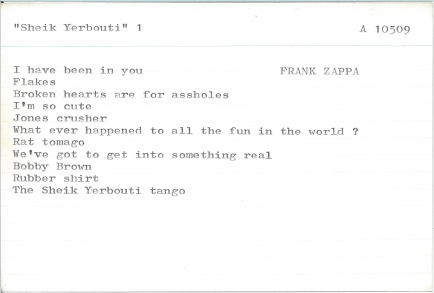 "Sheik Yerbouti" 1 A 10509
I have been in you FRANK ZAPPA
Flakes
Broken hearts are for assholes
I'm so cute
Jones crusher
What ever happened to all the fun in the world ?
Rat tomago
We've got to get into something real
Bobby Brown
Rubber shirt
The Sheik Yerbouti tango